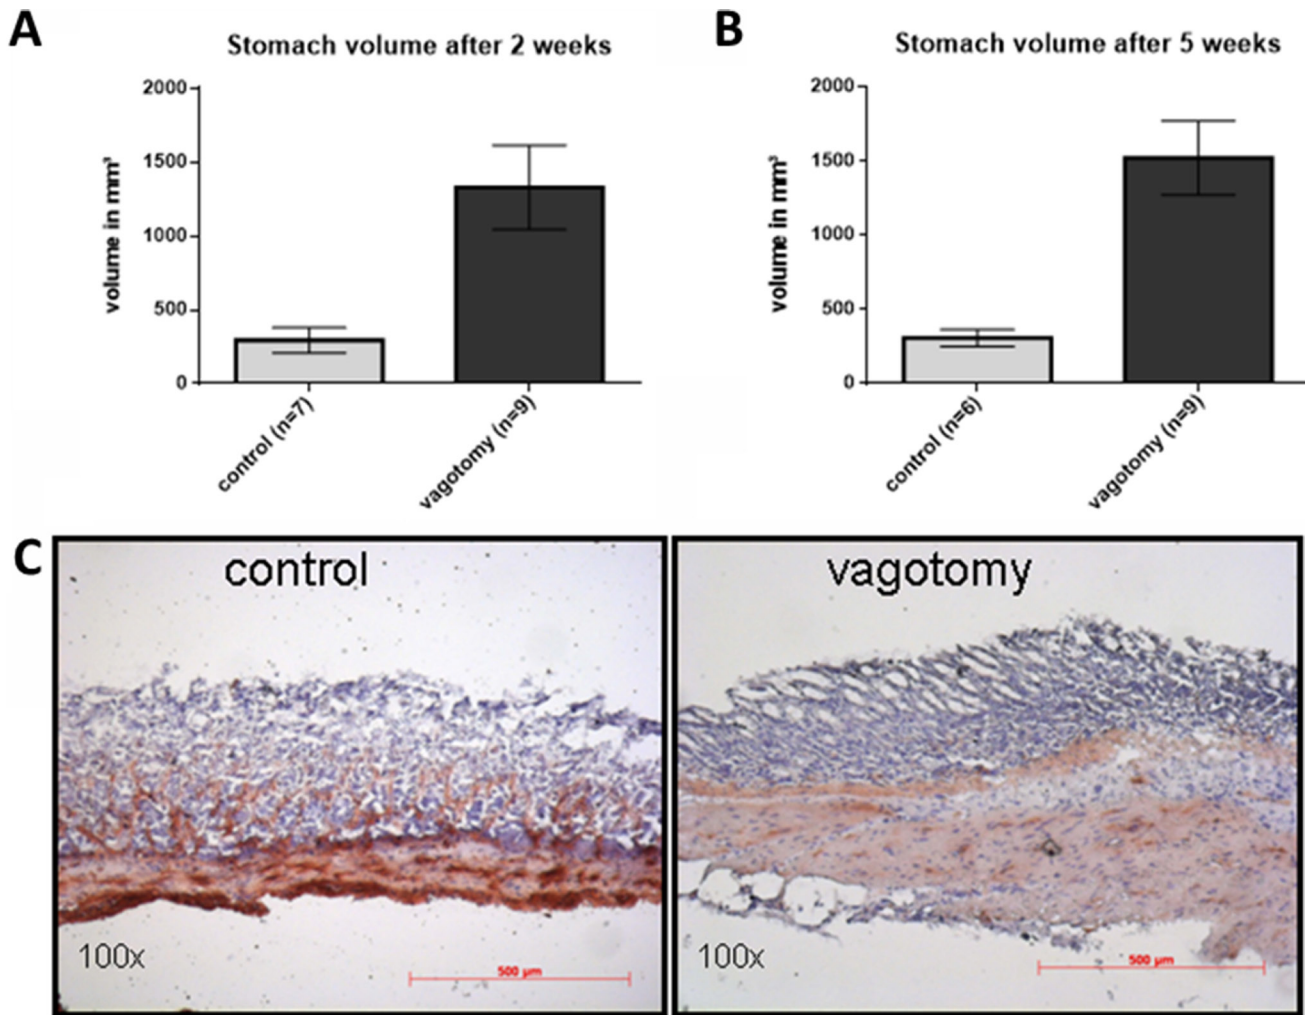 A
Stomach volume after 2 weeks
volume in mm³
2000
1500
1000
500
0
control (n=7)
vagotomy (n=9)
B
Stomach volume after 5 weeks
volume in mm³
2000
1500
1000
500
0
control (n=6)
vagotomy (n=9)
C
control
100x
500 µm
vagotomy
100x
500 µm